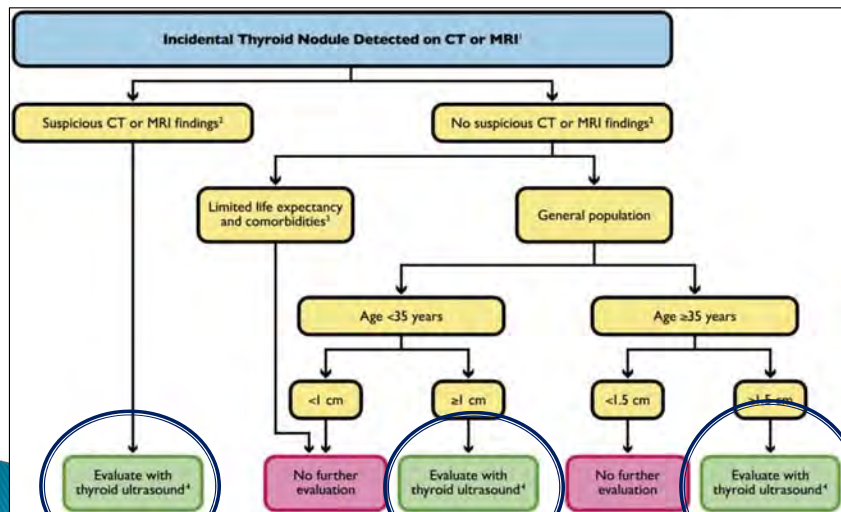 Incidental Thyroid Nodule Detected on CT or MRI¹
Suspicious CT or MRI findings²
No suspicious CT or MRI findings²
Limited life expectancy
and comorbidities³
General population
Age <35 years
Age ≥35 years
<1 cm
≥1 cm
<1.5 cm
≥1.5 cm
Evaluate with
thyroid ultrasound⁴
No further
evaluation
Evaluate with
thyroid ultrasound⁴
No further
evaluation
Evaluate with
thyroid ultrasound⁴